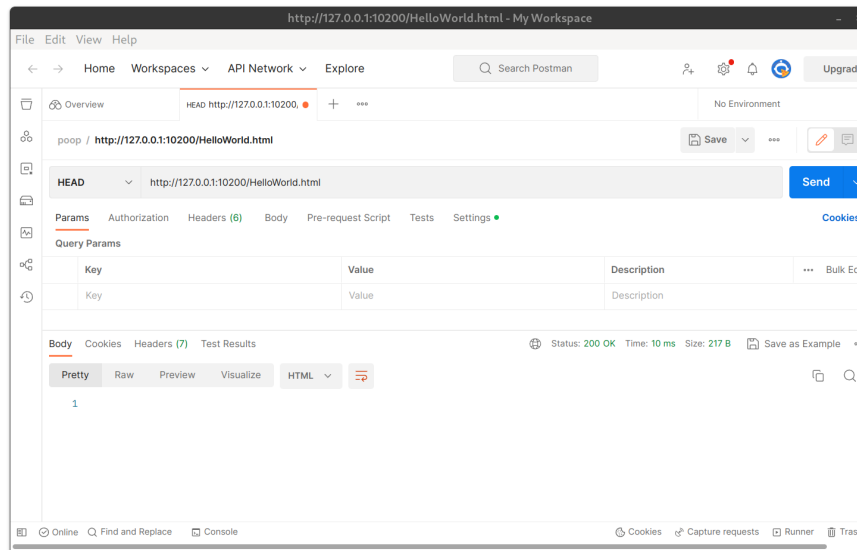 http://127.0.0.1:10200/HelloWorld.html - My Workspace
File Edit View Help
Home Workspaces API Network Explore Search Postman Upgrad
Overview HEAD http://127.0.0.1:10200, No Environment
poop / http://127.0.0.1:10200/HelloWorld.html Save
HEAD http://127.0.0.1:10200/HelloWorld.html Send
Params Authorization Headers (6) Body Pre-request Script Tests Settings Cookies
Query Params
Key Value Description Bulk Ed
Key Value Description
Body Cookies Headers (7) Test Results Status: 200 OK Time: 10 ms Size: 217 B Save as Example
Pretty Raw Preview Visualize HTML
1
Online Find and Replace Console Cookies Capture requests Runner Tras